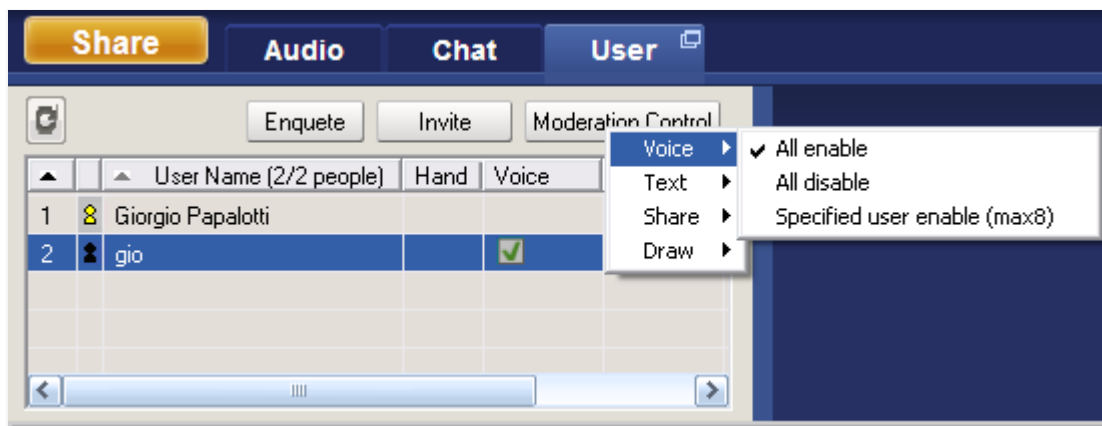 Share Audio Chat User
Enquete Invite Moderation Control
User Name (2/2 people) Hand Voice
1 Giorgio Papalotti
2 gio
Voice
Text
Share
Draw
All enable
All disable
Specified user enable (max8)